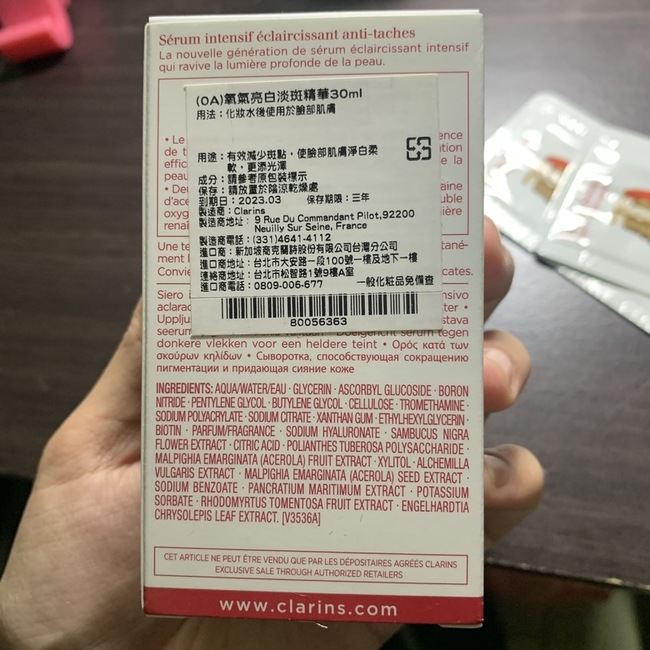 Sérum intensif éclaircissant anti-taches
La nouvelle génération de sérum éclaircissant intensif
qui ravive la lumière profonde de la peau.
(OA)氧氣亮白淡斑精華30ml
用法：化妝水後使用於臉部肌膚
用途：有效減少斑點，使臉部肌膚淨白柔
軟，更添光澤
成分：請參考原包裝標示
保存：請放置於陰涼乾燥處
到期日：2023.03 保存期限：三年
製造商：Clarins
製造商地址： 9 Rue Du Commandant Pilot,92200
Neuilly Sur Seine, France
製造商電話：(331)4641-4112
進口商：新加坡商克蘭詩股份有限公司台灣分公司
進口商地址：台北市大安路一段100號一樓及地下一樓
連絡商地址：台北市松智路1號9樓A室
進口商電話：0809-006-677 一般化粧品免備查
80056363
• Le
de t
effic
la
• De
d'ace
oxyg
renai
Une te
ment
Convie
Siero
aclarac
• Uppl
seerum
donkere vlekken voor een heldere teint • Ορός κατά των
σκούρων κηλίδων • Сыворотка, способствующая сокращению
пигментации и придающая сияние коже
INGREDIENTS: AQUA/WATER/EAU · GLYCERIN · ASCORBYL GLUCOSIDE · BORON
NITRIDE · PENTYLENE GLYCOL · BUTYLENE GLYCOL · CELLULOSE · TROMETHAMINE ·
SODIUM POLYACRYLATE · SODIUM CITRATE · XANTHAN GUM · ETHYLHEXYLGLYCERIN ·
BIOTIN · PARFUM/FRAGRANCE · SODIUM HYALURONATE · SAMBUCUS NIGRA
FLOWER EXTRACT · CITRIC ACID · POLIANTHES TUBEROSA POLYSACCHARIDE ·
MALPIGHIA EMARGINATA (ACEROLA) FRUIT EXTRACT · XYLITOL · ALCHEMILLA
VULGARIS EXTRACT · MALPIGHIA EMARGINATA (ACEROLA) SEED EXTRACT ·
SODIUM BENZOATE · PANCRATIUM MARITIMUM EXTRACT · POTASSIUM
SORBATE · RHODOMYRTUS TOMENTOSA FRUIT EXTRACT · ENGELHARDTIA
CHRYSOLEPIS LEAF EXTRACT. [V3536A]
CET ARTICLE NE PEUT ÊTRE VENDU QUE PAR LES DÉPOSITAIRES AGRÉÉS CLARINS
EXCLUSIVE SALE THROUGH AUTHORIZED RETAILERS
www.clarins.com